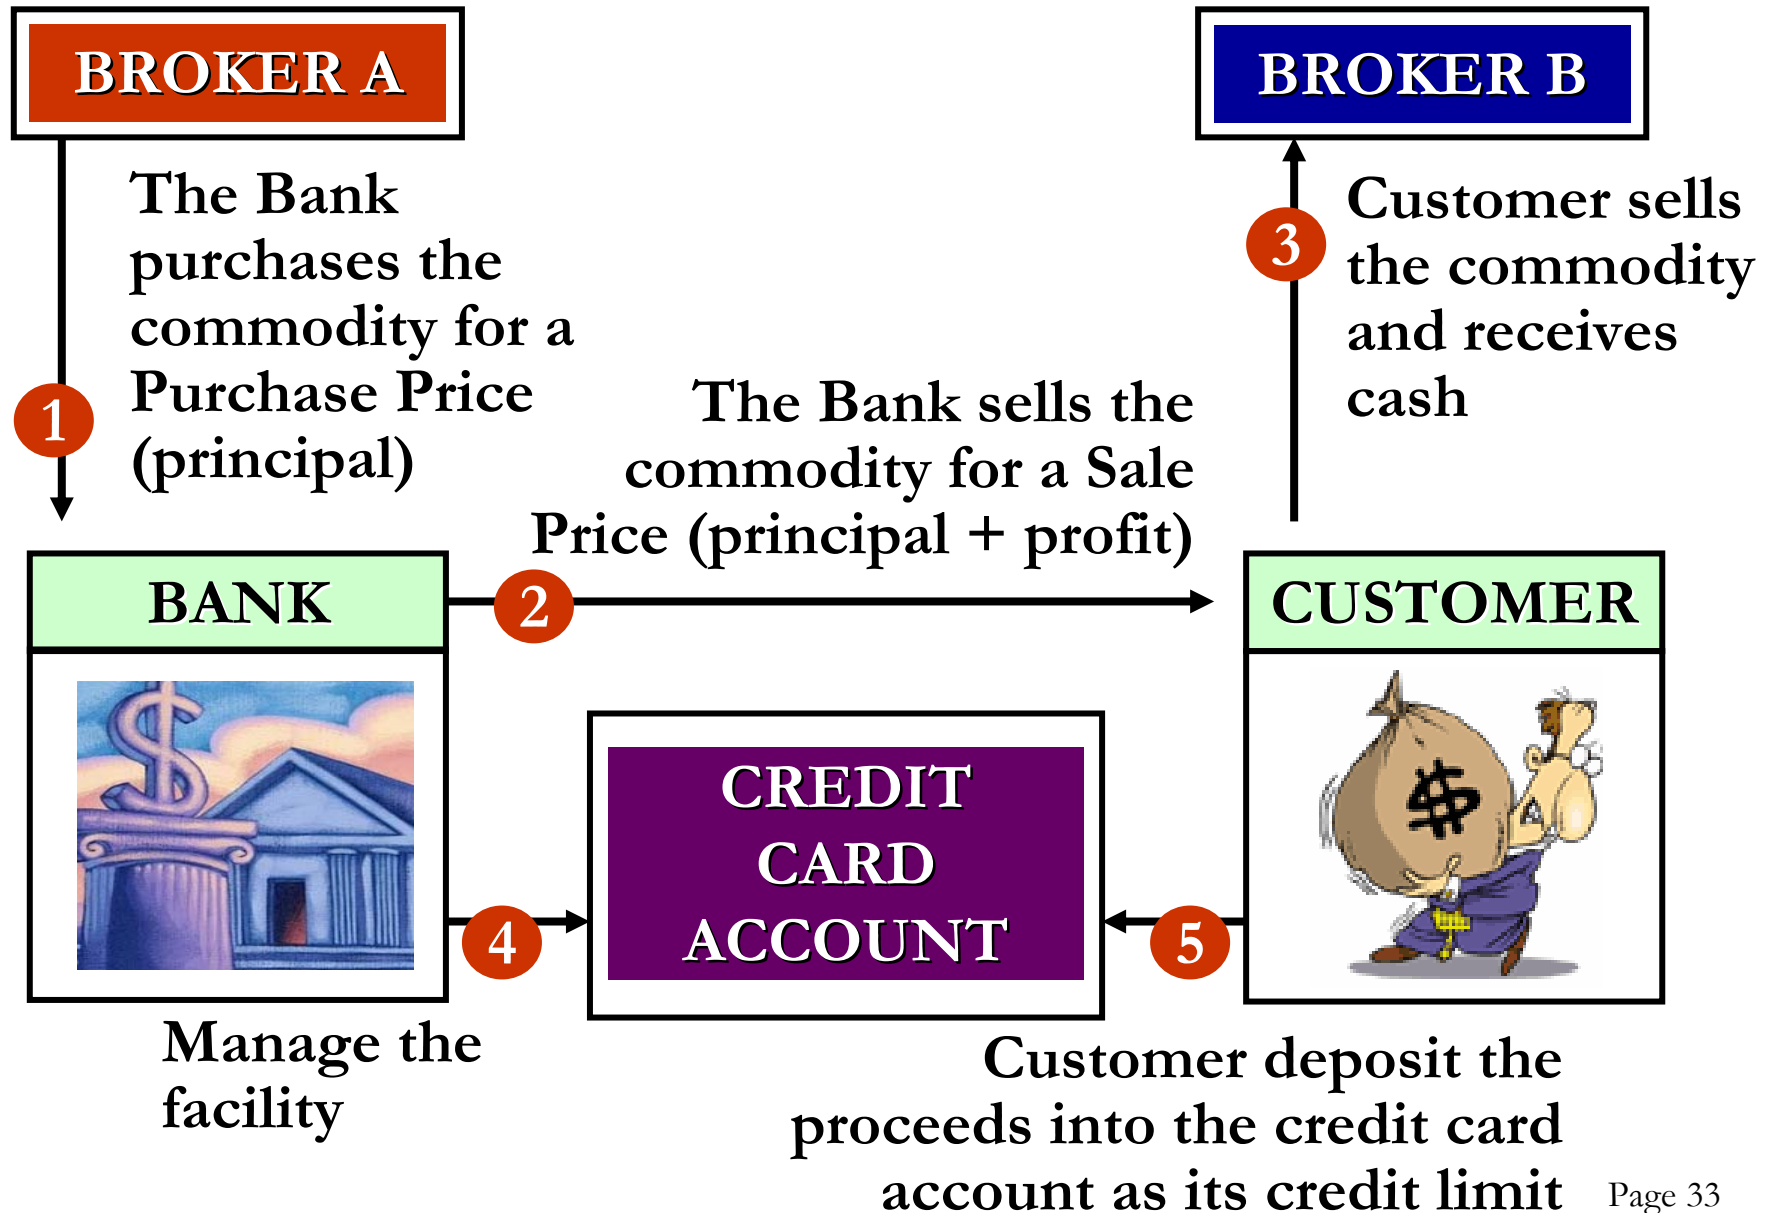 BROKER A
BROKER B
The Bank
purchases the
commodity for a
Purchase Price
(principal)
1
Customer sells
the commodity
and receives
cash
3
The Bank sells the
commodity for a Sale
Price (principal + profit)
2
BANK
CUSTOMER
$
CREDIT
CARD
ACCOUNT
$
4
5
Manage the
facility
Customer deposit the
proceeds into the credit card
account as its credit limit
Page 33